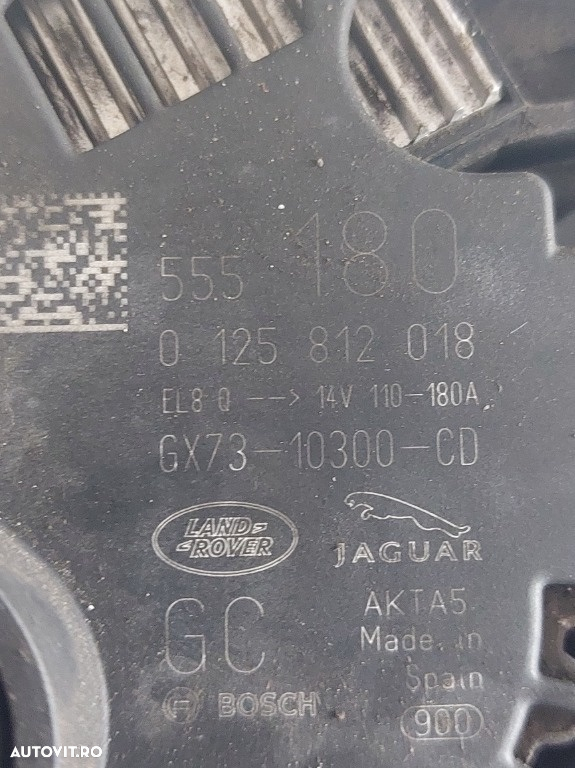 555 180
0 125 812 018
EL8 Q --> 14V 110-180A
GX73-10300-CD
LAND-
-ROVER
JAGUAR
GC
AKTA5
Made in
Spain
BOSCH
900
AUTOVIT.RO